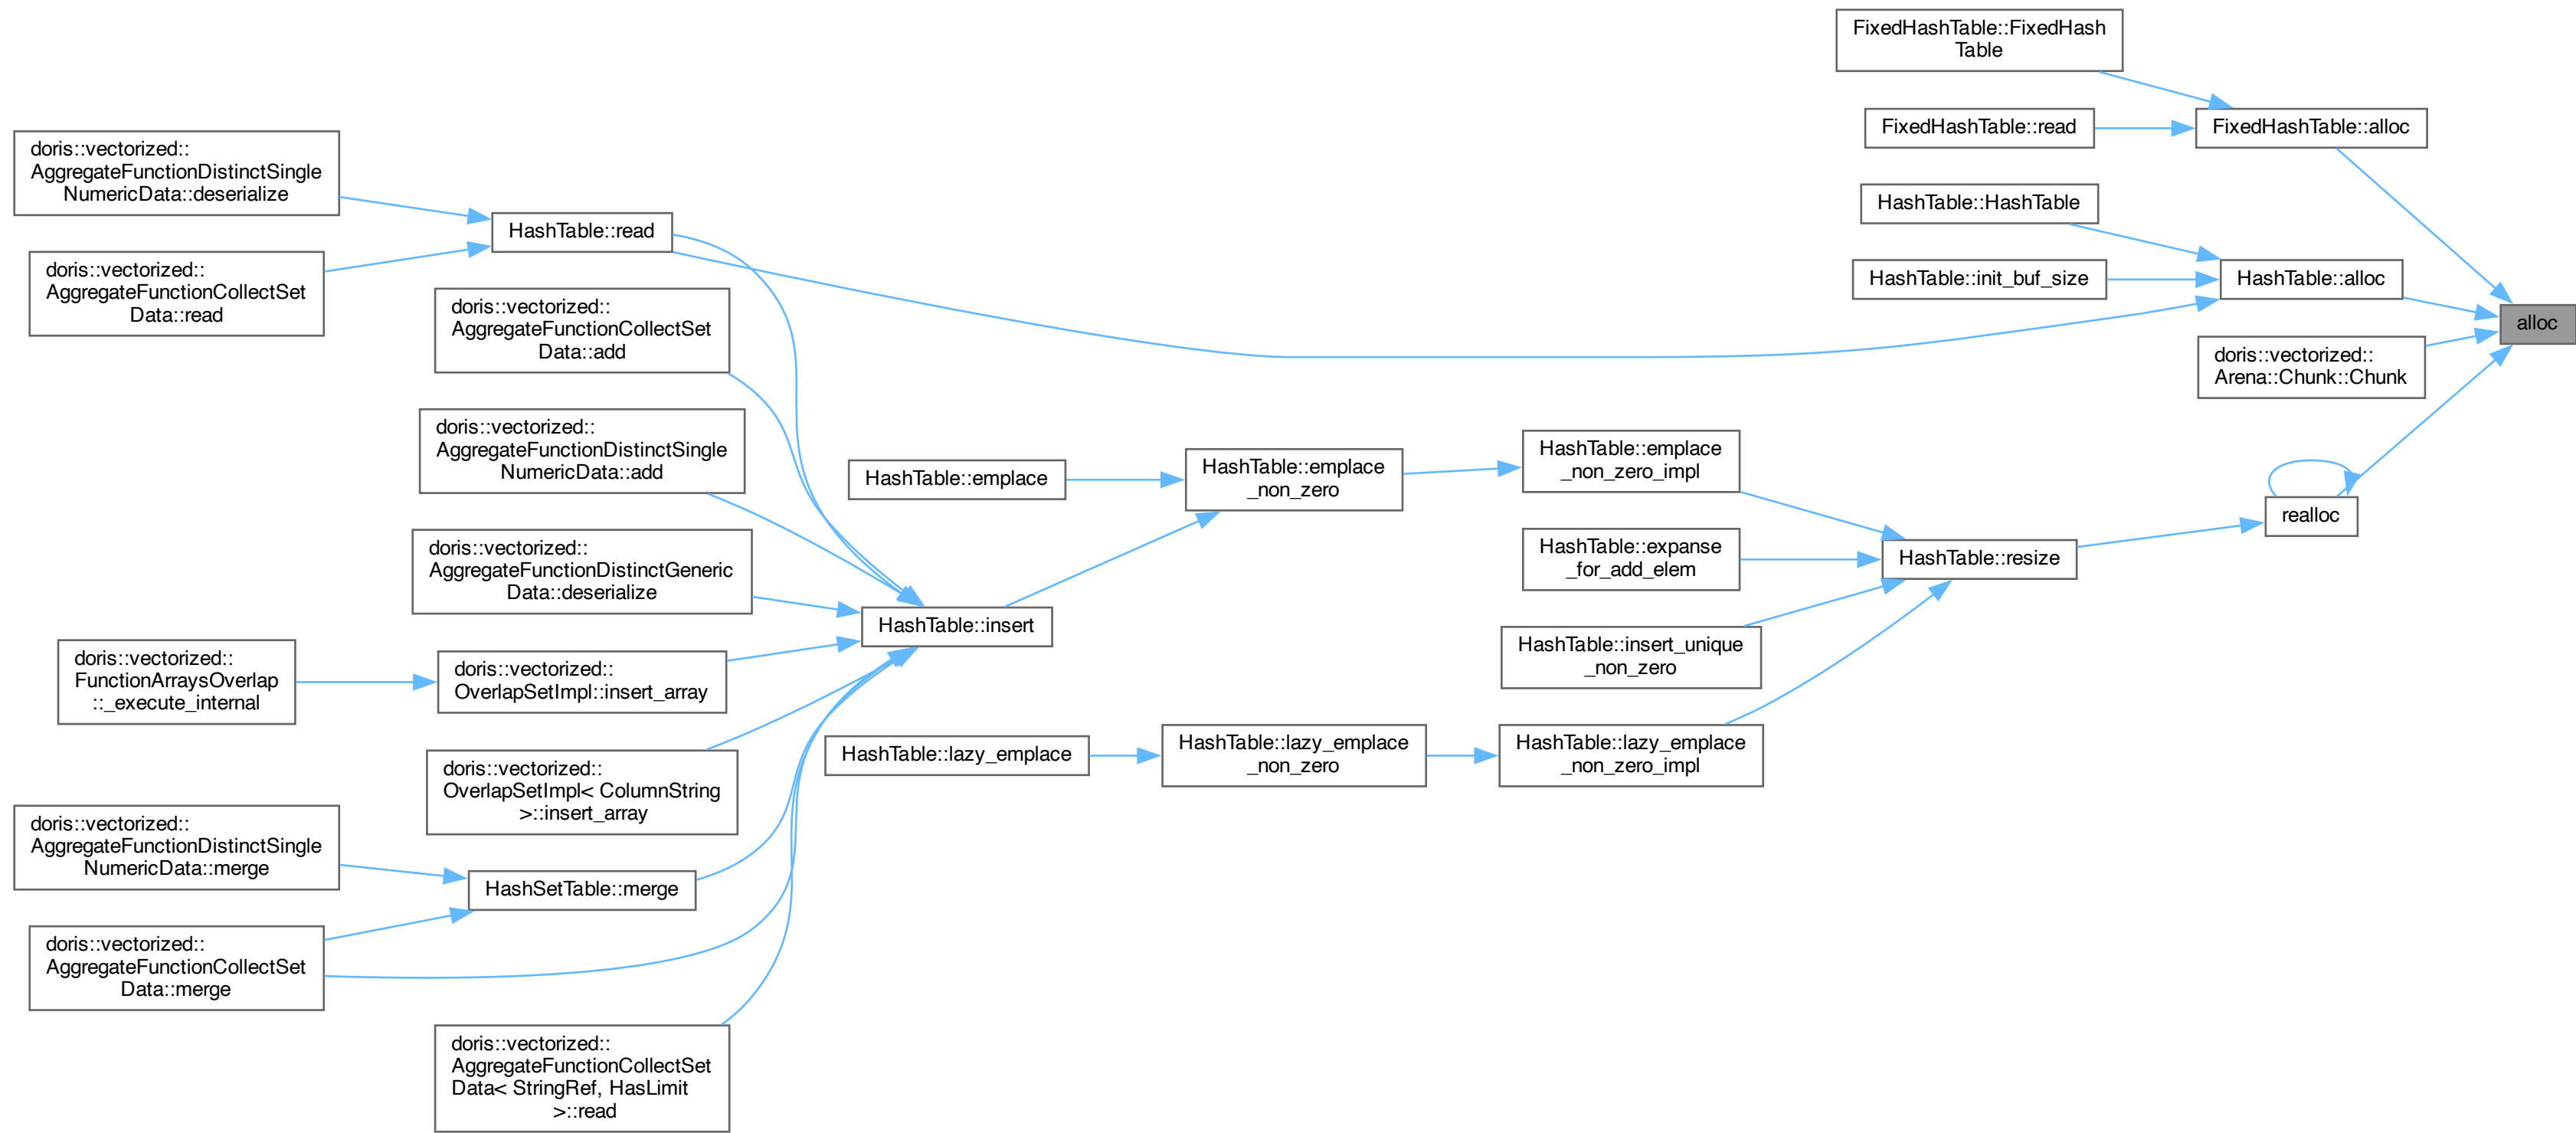 FixedHashTable::FixedHash
Table
FixedHashTable::read
FixedHashTable::alloc
HashTable::HashTable
HashTable::init_buf_size
HashTable::alloc
alloc
doris::vectorized::
Arena::Chunk::Chunk
realloc
doris::vectorized::
AggregateFunctionDistinctSingle
NumericData::deserialize
HashTable::read
doris::vectorized::
AggregateFunctionCollectSet
Data::read
doris::vectorized::
AggregateFunctionCollectSet
Data::add
doris::vectorized::
AggregateFunctionDistinctSingle
NumericData::add
HashTable::emplace
HashTable::emplace
_non_zero
HashTable::emplace
_non_zero_impl
HashTable::expanse
_for_add_elem
HashTable::resize
doris::vectorized::
AggregateFunctionDistinctGeneric
Data::deserialize
HashTable::insert
HashTable::insert_unique
_non_zero
doris::vectorized::
FunctionArraysOverlap
::_execute_internal
doris::vectorized::
OverlapSetImpl::insert_array
doris::vectorized::
OverlapSetImpl< ColumnString
>::insert_array
HashTable::lazy_emplace
HashTable::lazy_emplace
_non_zero
HashTable::lazy_emplace
_non_zero_impl
doris::vectorized::
AggregateFunctionDistinctSingle
NumericData::merge
HashSetTable::merge
doris::vectorized::
AggregateFunctionCollectSet
Data::merge
doris::vectorized::
AggregateFunctionCollectSet
Data< StringRef, HasLimit
>::read